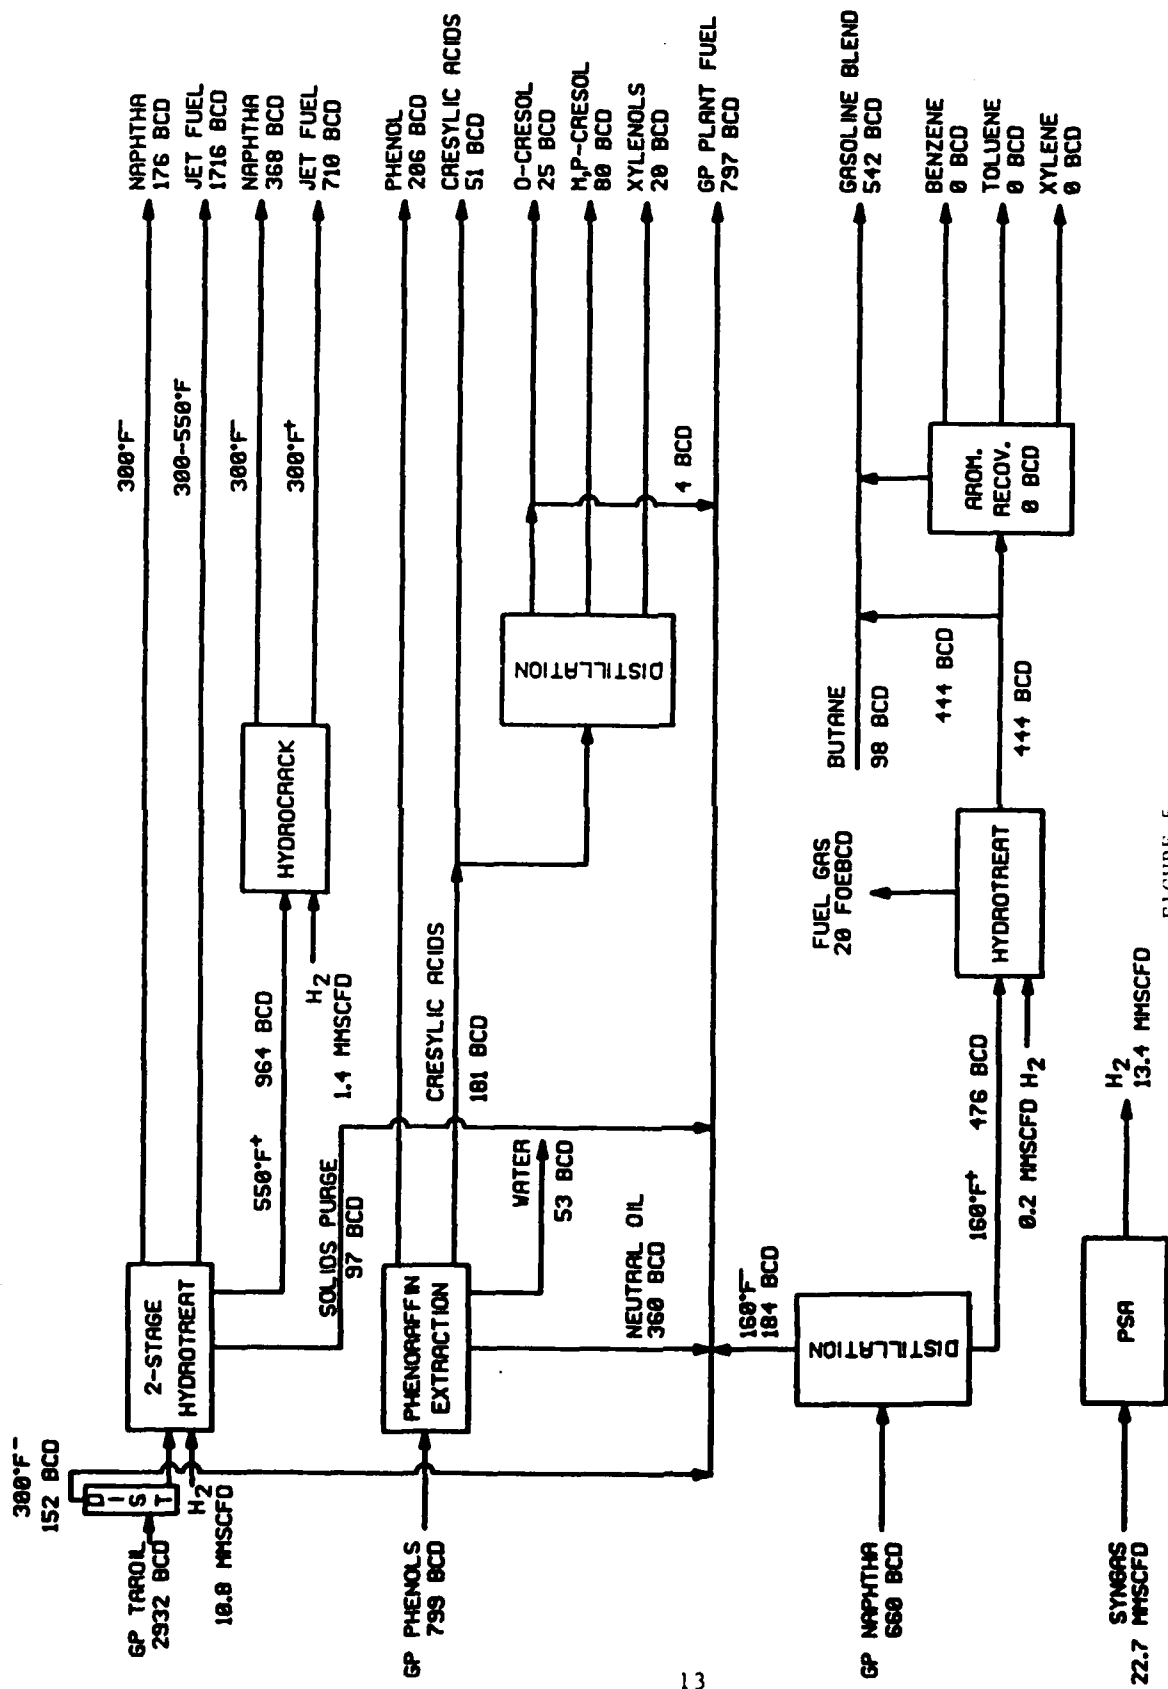 300°F-
152 BCD
GP TAROIL
2932 BCD
DIST
H2
10.8 MMSCFD
2-STAGE
HYDROTREAT
300°F-
NAPHTHA
176 BCD
300-550°F
JET FUEL
1716 BCD
550°F+
964 BCD
H2
1.4 MMSCFD
HYDROCRACK
300°F-
NAPHTHA
368 BCD
300°F+
JET FUEL
710 BCD
SOLIDS PURGE
97 BCD
GP PHENOLS
799 BCD
PHENORAFFIN
EXTRACTION
PHENOL
206 BCD
CRESYLIC ACIDS
181 BCD
CRESYLIC ACIDS
51 BCD
WATER
53 BCD
NEUTRAL OIL
360 BCD
DISTILLATION
O-CRESOL
25 BCD
M,P-CRESOL
80 BCD
XYLENOLS
20 BCD
4 BCD
GP PLANT FUEL
797 BCD
160°F-
184 BCD
GP NAPHTHA
660 BCD
DISTILLATION
160°F+
476 BCD
0.2 MMSCFD H2
HYDROTREAT
FUEL GAS
20 FOEBCD
444 BCD
444 BCD
BUTANE
98 BCD
GASOLINE BLEND
542 BCD
AROM.
RECOV.
0 BCD
BENZENE
0 BCD
TOLUENE
0 BCD
XYLENE
0 BCD
SYNGAS
22.7 MMSCFD
PSA
H2
13.4 MMSCFD
FIGURE 5
13